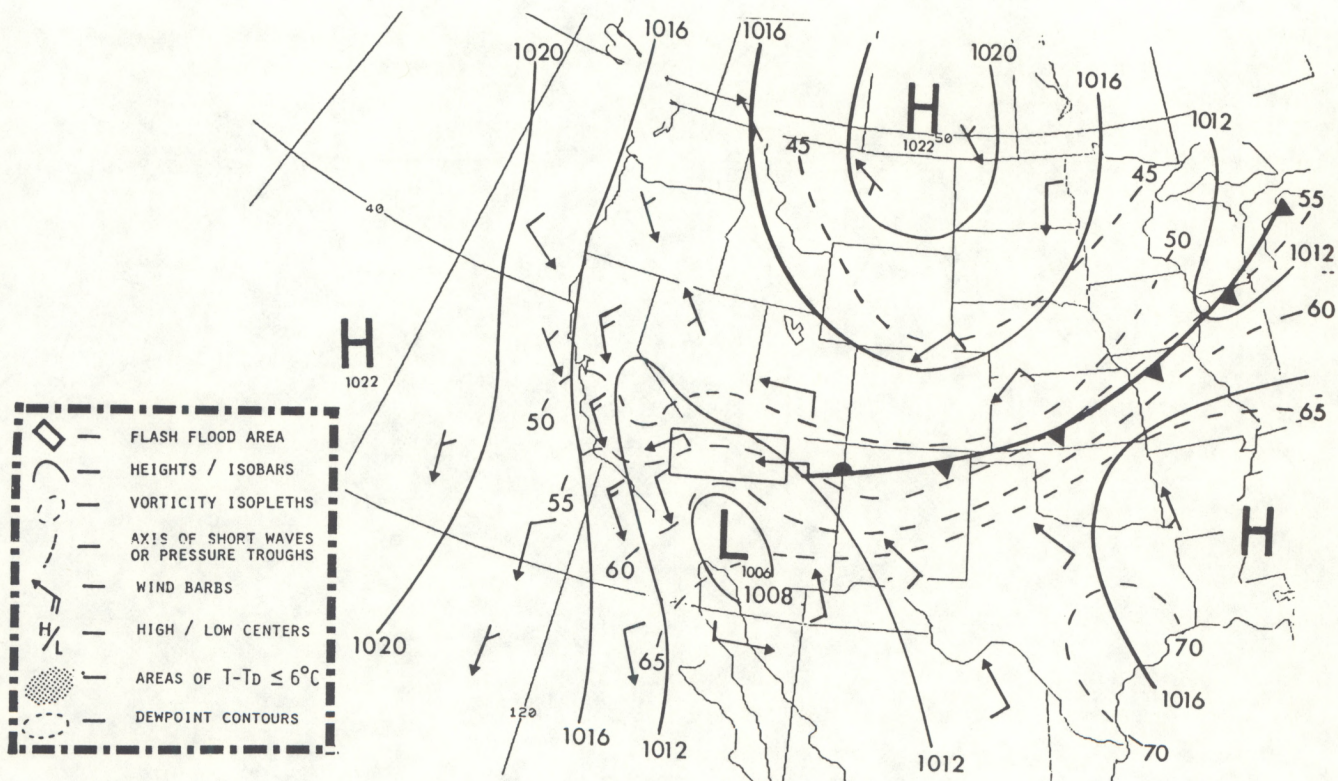 1020
1016
1016
1020
1016
H
1022
50
1012
45
45
55
50
1012
40
60
H
1022
65
50
55
60
L
1006
1008
H
1020
65
70
120
1016
1012
1012
1016
70
FLASH FLOOD AREA
HEIGHTS / ISOBARS
VORTICITY ISOPLETHS
AXIS OF SHORT WAVES
OR PRESSURE TROUGHS
WIND BARBS
H/L
HIGH / LOW CENTERS
AREAS OF T-TD ≤ 6°C
DEWPOINT CONTOURS